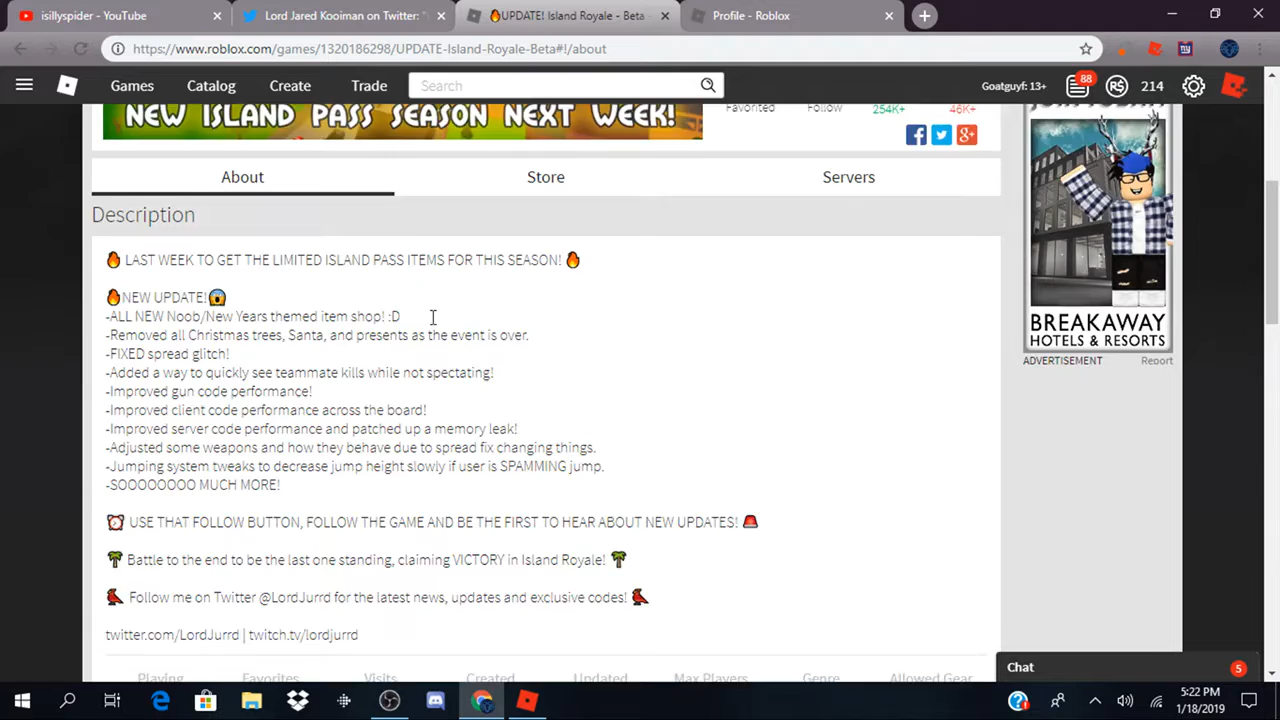 isillyspider - YouTube
Lord Jared Kooiman on Twitter: "
🔥UPDATE! Island Royale - Beta
Profile - Roblox
https://www.roblox.com/games/1320186298/UPDATE-Island-Royale-Beta#!/about
Games
Catalog
Create
Trade
Search
Goatguyf: 13+
88
R$
214
NEW ISLAND PASS SEASON NEXT WEEK!
Favorited
Follow
254K+
46K+
About
Store
Servers
Description
🔥 LAST WEEK TO GET THE LIMITED ISLAND PASS ITEMS FOR THIS SEASON! 🔥
🔥NEW UPDATE!😱
-ALL NEW Noob/New Years themed item shop! :D
-Removed all Christmas trees, Santa, and presents as the event is over.
-FIXED spread glitch!
-Added a way to quickly see teammate kills while not spectating!
-Improved gun code performance!
-Improved client code performance across the board!
-Improved server code performance and patched up a memory leak!
-Adjusted some weapons and how they behave due to spread fix changing things.
-Jumping system tweaks to decrease jump height slowly if user is SPAMMING jump.
-SOOOOOOOO MUCH MORE!
⏰ USE THAT FOLLOW BUTTON, FOLLOW THE GAME AND BE THE FIRST TO HEAR ABOUT NEW UPDATES! 🚨
🌴 Battle to the end to be the last one standing, claiming VICTORY in Island Royale! 🌴
🐦 Follow me on Twitter @LordJurrd for the latest news, updates and exclusive codes! 🐦
twitter.com/LordJurrd | twitch.tv/lordjurrd
Playing
Favorites
Visits
Created
Updated
Max Players
Genre
Allowed Gear
BREAKAWAY
HOTELS & RESORTS
ADVERTISEMENT
Report
Chat
5
5:22 PM
1/18/2019